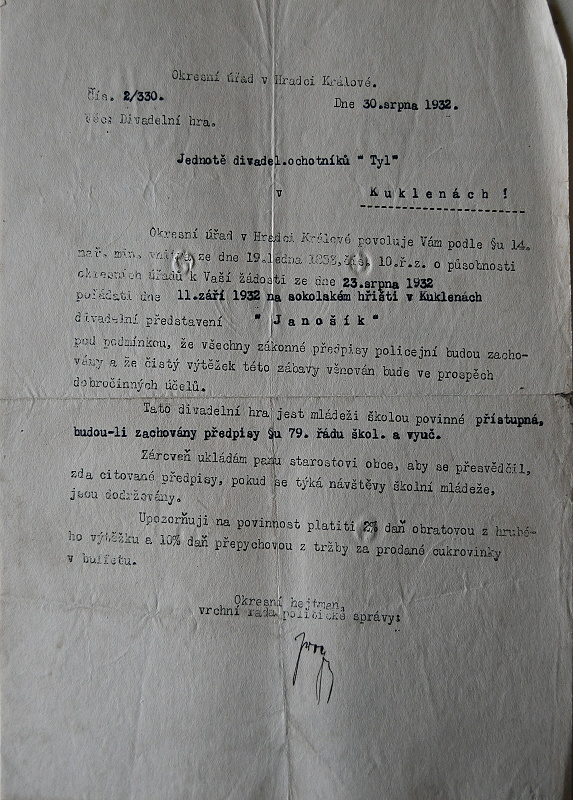 Okresní úřad v Hradci Králové.
Čís. 2/330.
Dne 30.srpna 1932.
Věc: Divadelní hra.
Jednotě divadel.ochotníků "Tyl"
v
Kuklenách !
Okresní úřad v Hradci Králové povoluje Vám podle §u 14.
nař. min. vnitra ze dne 19.ledna 1853, čís. 10.ř.z. o působnosti
okresních úřadů k Vaší žádosti ze dne 23.srpna 1932
pořádati dne 11.září 1932 na sokolském hřišti v Kuklenách
divadelní představení " J a n o š í k "
pod podmínkou, že všechny zákonné předpisy policejní budou zacho-
vány a že čistý výtěžek této zábavy věnován bude ve prospěch
dobročinných účelů.
Tato divadelní hra jest mládeži školou povinné přístupná,
budou-li zachovány předpisy §u 79. řádu škol. a vyuč.
Zároveň ukládám panu starostovi obce, aby se přesvědčil,
zda citované předpisy, pokud se týká návštěvy školní mládeže,
jsou dodržovány.
Upozorňuji na povinnost platiti 2% daň obratovou z hrubé-
ho výběžku a 10% daň přepychovou z tržby za prodané cukrovinky
v buffetu.
Okresní hejtman,
vrchní rada politické správy: